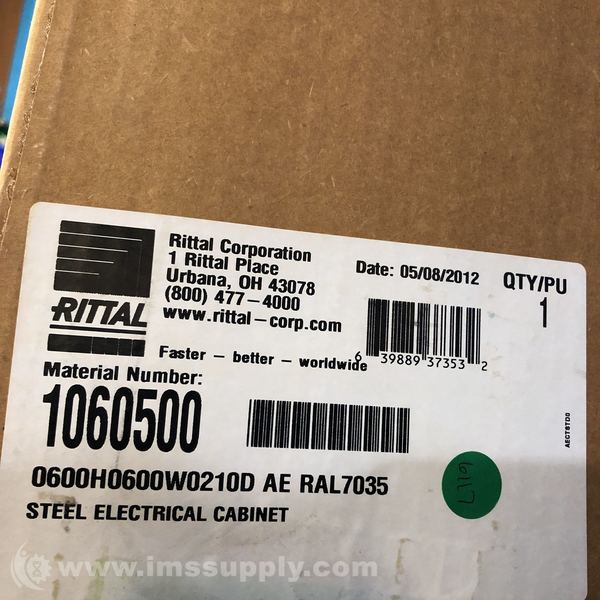 Rittal Corporation
1 Rittal Place
Urbana, OH 43078
(800) 477-4000
www.rittal-corp.com
RITTAL
Faster - better - worldwide
Date: 05/08/2012
QTY/PU
1
6 39889 37353 2
Material Number:
1060500
0600H0600W0210D AE RAL7035
STEEL ELECTRICAL CABINET
www.imssupply.com